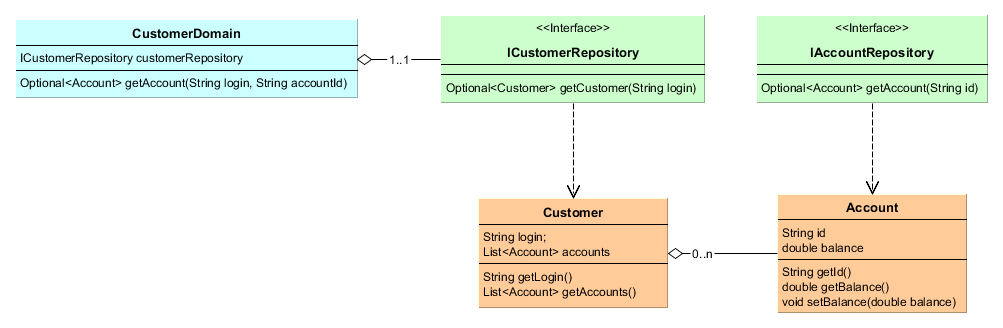 CustomerDomain
ICustomerRepository customerRepository
Optional<Account> getAccount(String login, String accountId)
1..1
<<Interface>>
ICustomerRepository
Optional<Customer> getCustomer(String login)
<<Interface>>
IAccountRepository
Optional<Account> getAccount(String id)
Customer
String login;
List<Account> accounts
String getLogin()
List<Account> getAccounts()
0..n
Account
String id
double balance
String getId()
double getBalance()
void setBalance(double balance)